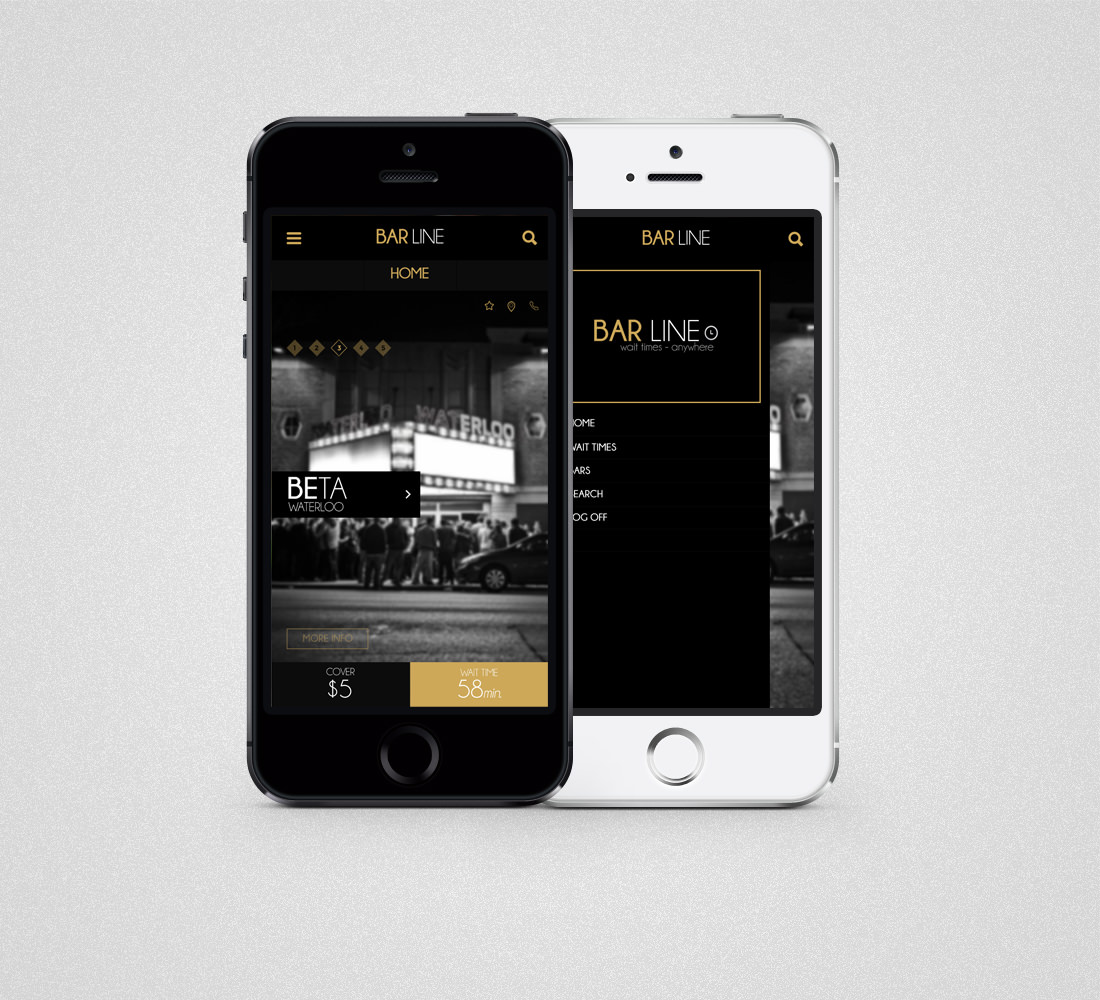 BAR LINE
HOME
1 2 3 4 5
WATERLOO WATERLOO
BETA
WATERLOO
MORE INFO
COVER
$5
WAIT TIME
58min.
BAR LINE
BAR LINE
wait times - anywhere
OME
WAIT TIMES
ARS
EARCH
OG OFF